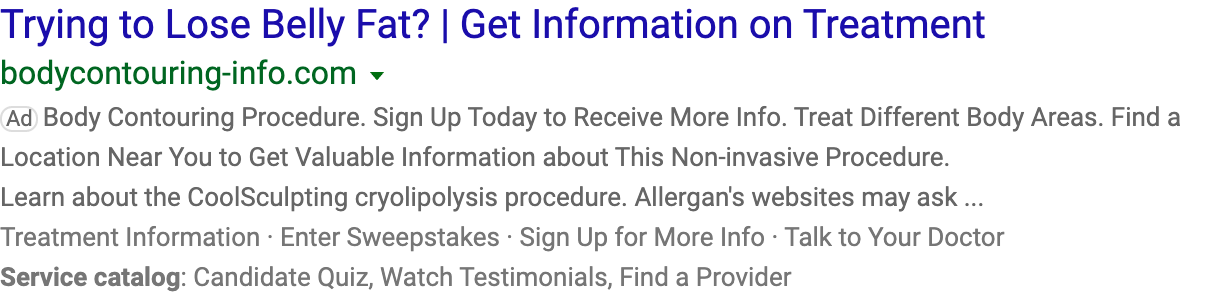 Trying to Lose Belly Fat? | Get Information on Treatment
bodycontouring-info.com
Ad Body Contouring Procedure. Sign Up Today to Receive More Info. Treat Different Body Areas. Find a
Location Near You to Get Valuable Information about This Non-invasive Procedure.
Learn about the CoolSculpting cryolipolysis procedure. Allergan's websites may ask ...
Treatment Information · Enter Sweepstakes · Sign Up for More Info · Talk to Your Doctor
Service catalog: Candidate Quiz, Watch Testimonials, Find a Provider